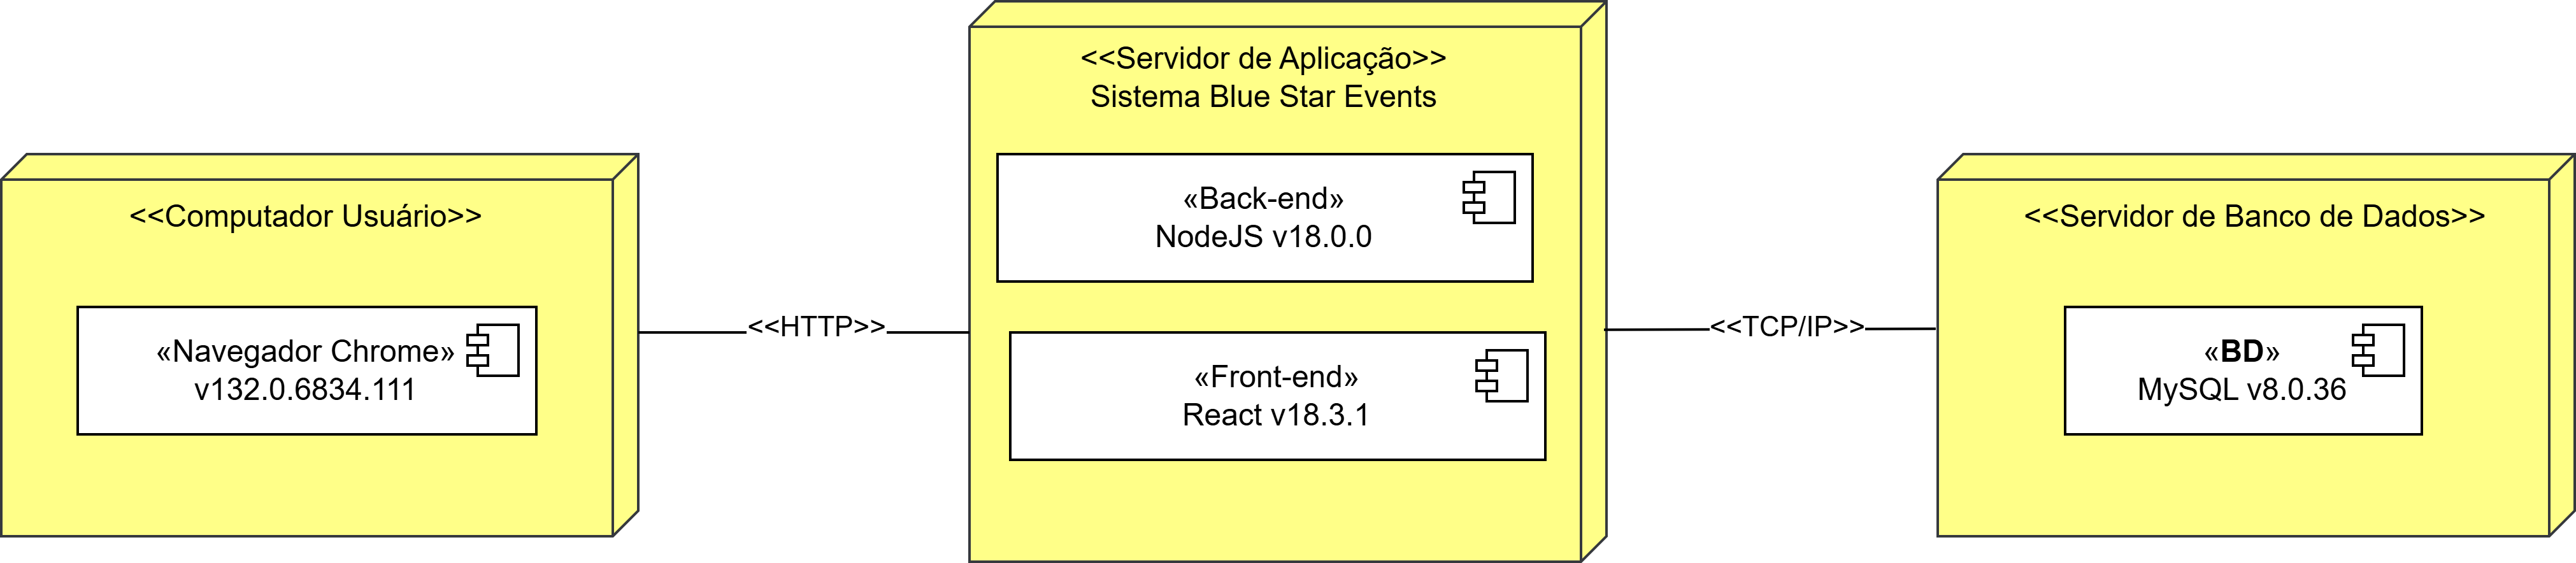 <<Computador Usuário>>
«Navegador Chrome»
v132.0.6834.111
<<HTTP>>
<<Servidor de Aplicação>>
Sistema Blue Star Events
«Back-end»
NodeJS v18.0.0
«Front-end»
React v18.3.1
<<TCP/IP>>
<<Servidor de Banco de Dados>>
«BD»
MySQL v8.0.36